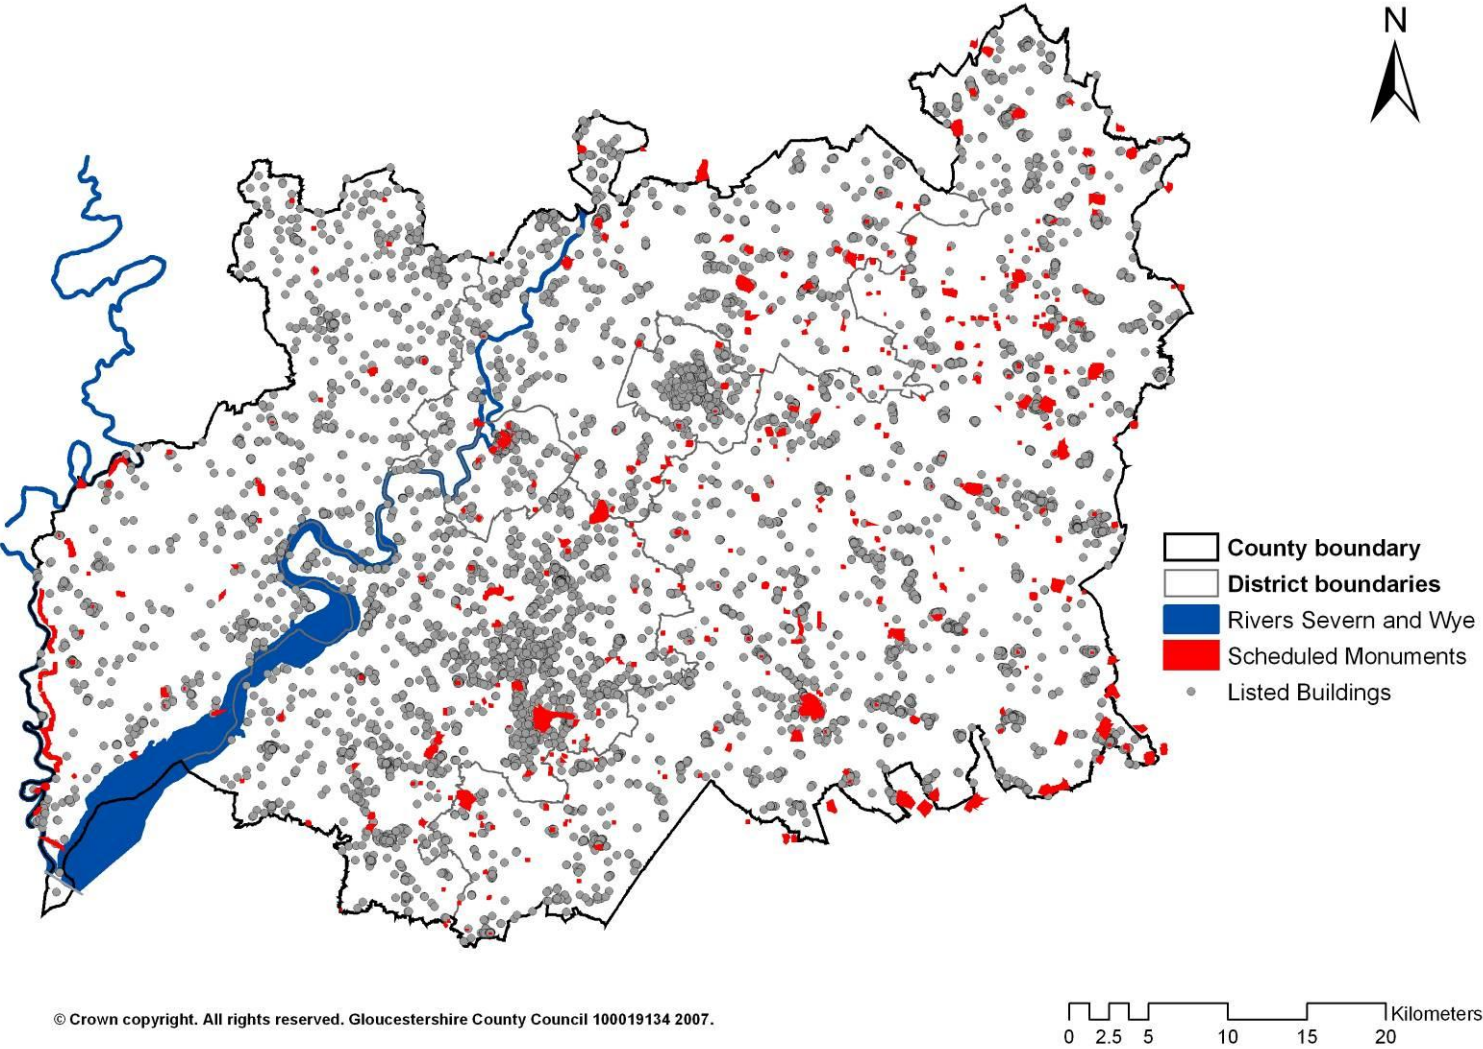 N
County boundary
District boundaries
Rivers Severn and Wye
Scheduled Monuments
Listed Buildings
© Crown copyright. All rights reserved. Gloucestershire County Council 100019134 2007.
Kilometers
0 2.5 5 10 15 20